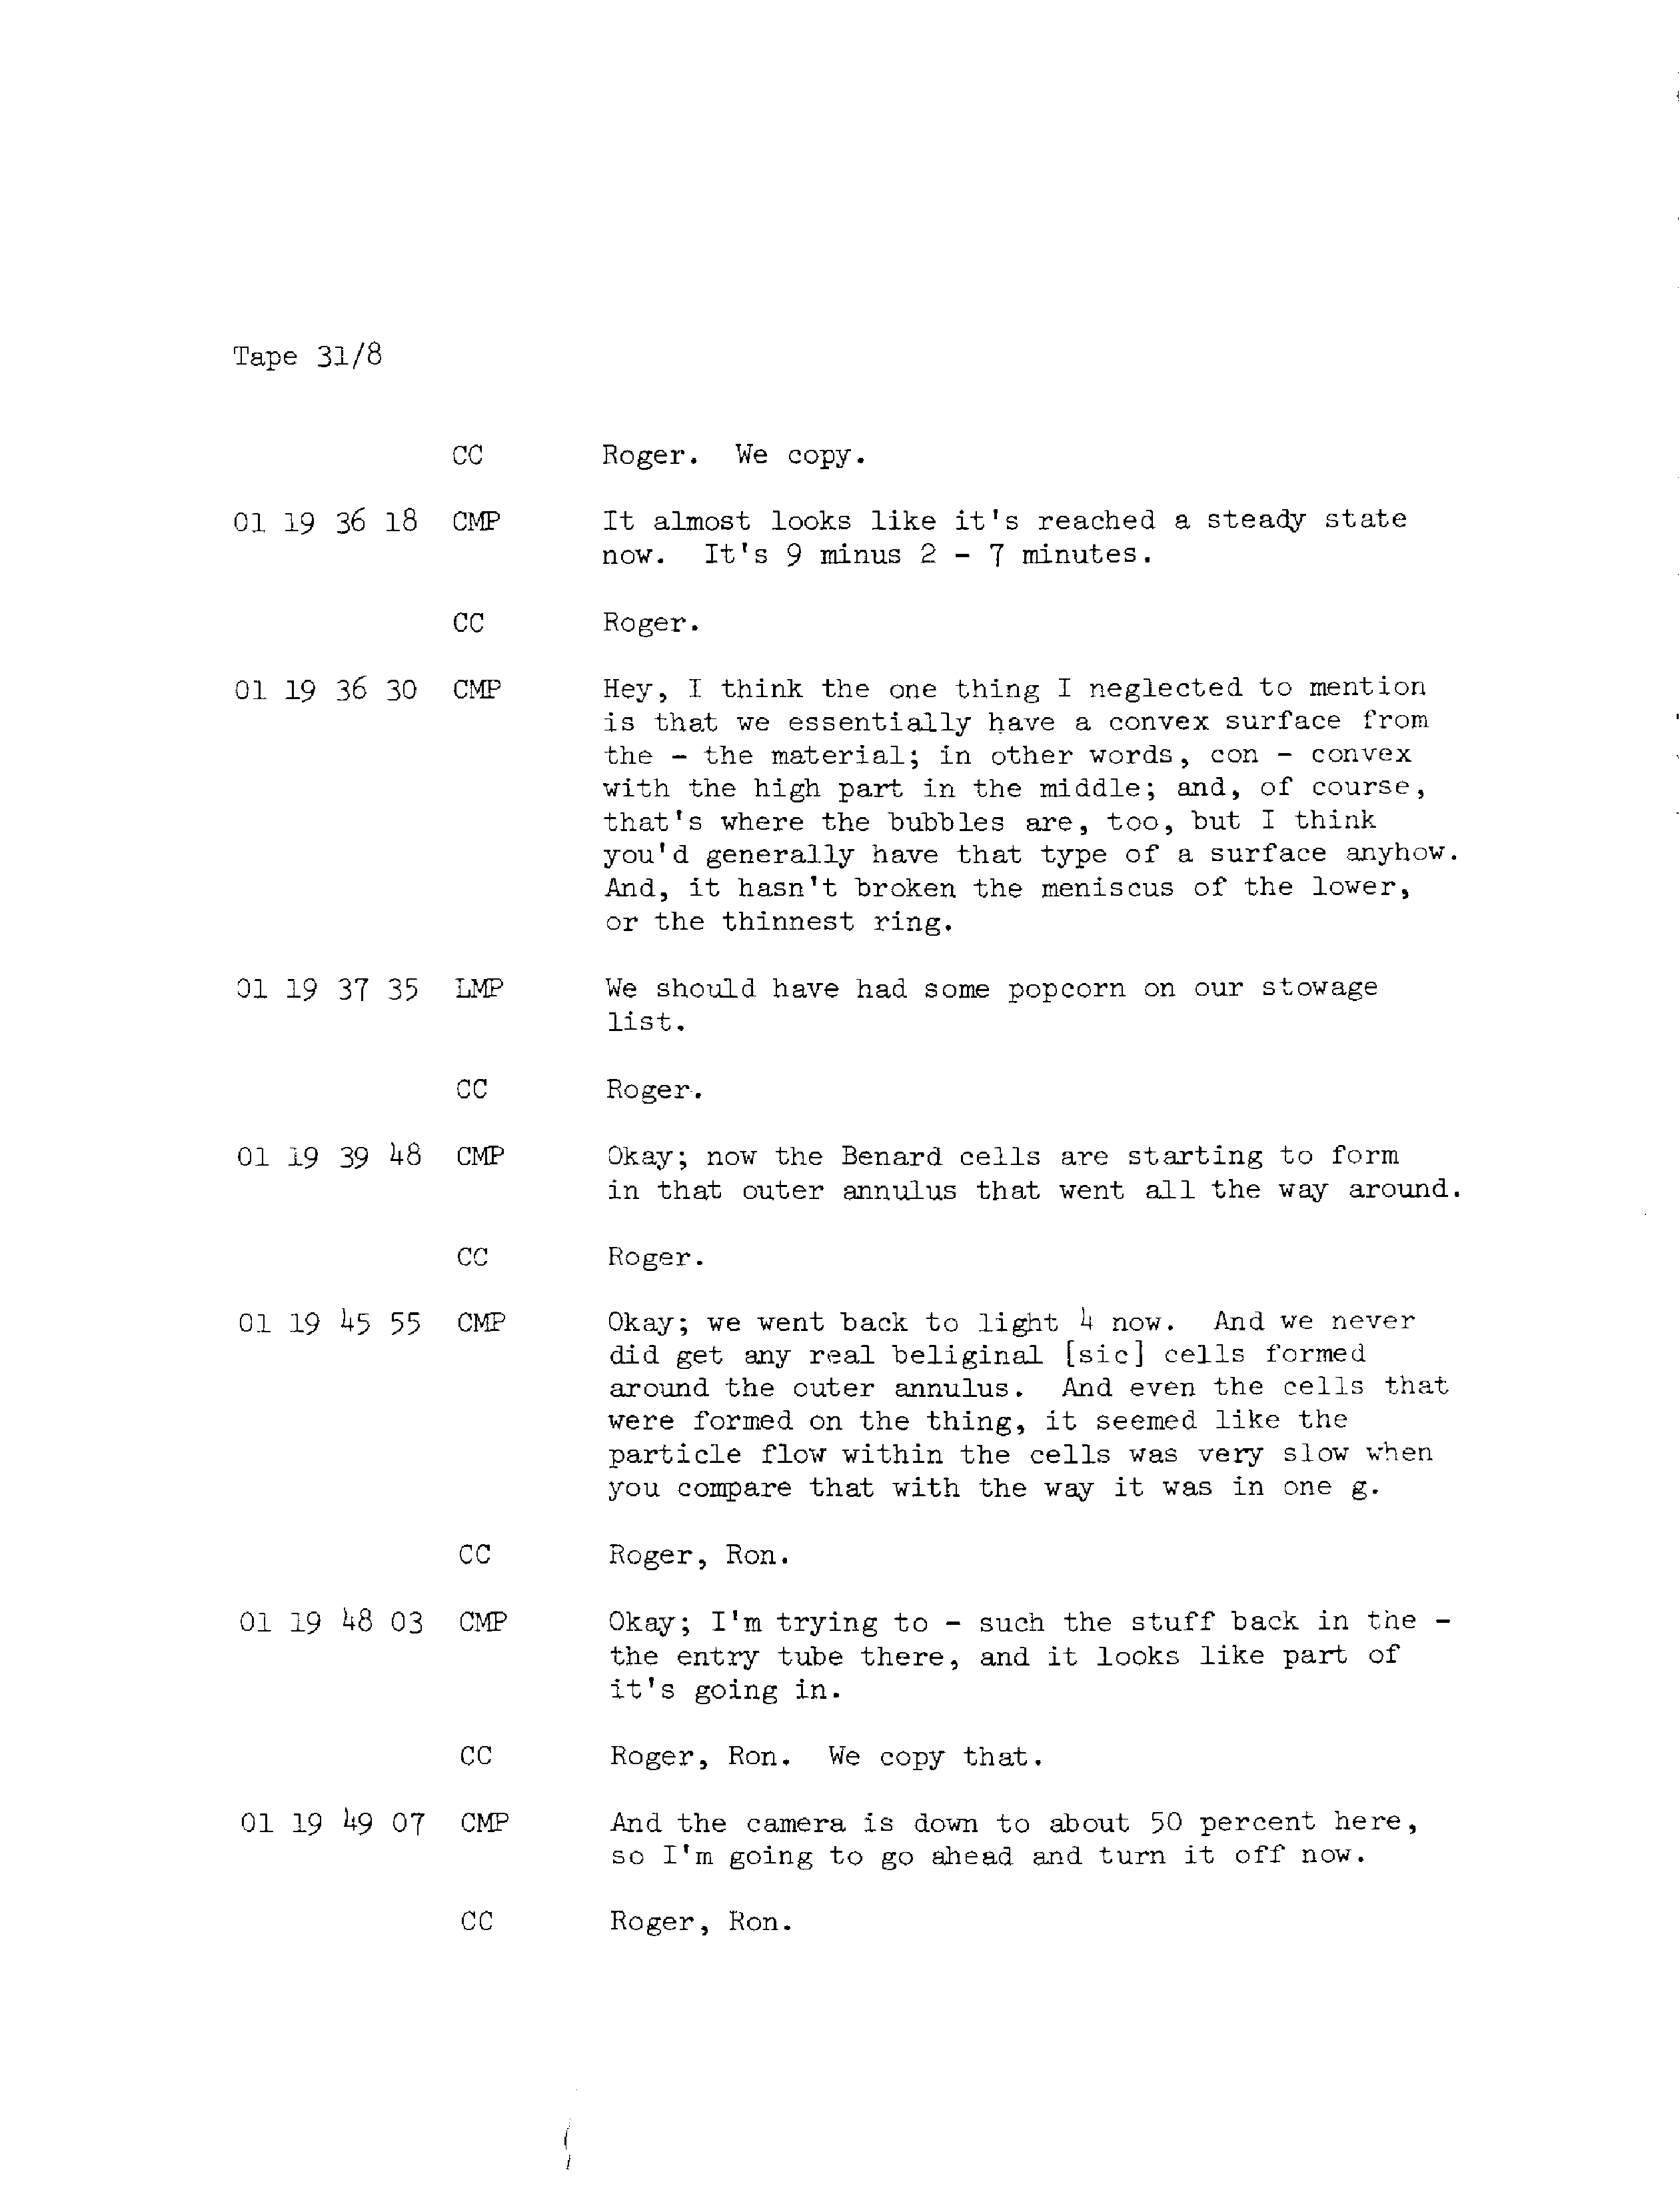 Tape 31/8
CC Roger. We copy.
01 19 36 18 CMP It almost looks like it's reached a steady state
now. It's 9 minus 2 - 7 minutes.
CC Roger.
01 19 36 30 CMP Hey, I think the one thing I neglected to mention
is that we essentially have a convex surface from
the - the material; in other words, con - convex
with the high part in the middle; and, of course,
that's where the bubbles are, too, but I think
you'd generally have that type of a surface anyhow.
And, it hasn't broken the meniscus of the lower,
or the thinnest ring.
01 19 37 35 LMP We should have had some popcorn on our stowage
list.
CC Roger.
01 19 39 48 CMP Okay; now the Benard cells are starting to form
in that outer annulus that went all the way around.
CC Roger.
01 19 45 55 CMP Okay; we went back to light 4 now. And we never
did get any real beliginal [sic] cells formed
around the outer annulus. And even the cells that
were formed on the thing, it seemed like the
particle flow within the cells was very slow when
you compare that with the way it was in one g.
CC Roger, Ron.
01 19 48 03 CMP Okay; I'm trying to - such the stuff back in the -
the entry tube there, and it looks like part of
it's going in.
CC Roger, Ron. We copy that.
01 19 49 07 CMP And the camera is down to about 50 percent here,
so I'm going to go ahead and turn it off now.
CC Roger, Ron.